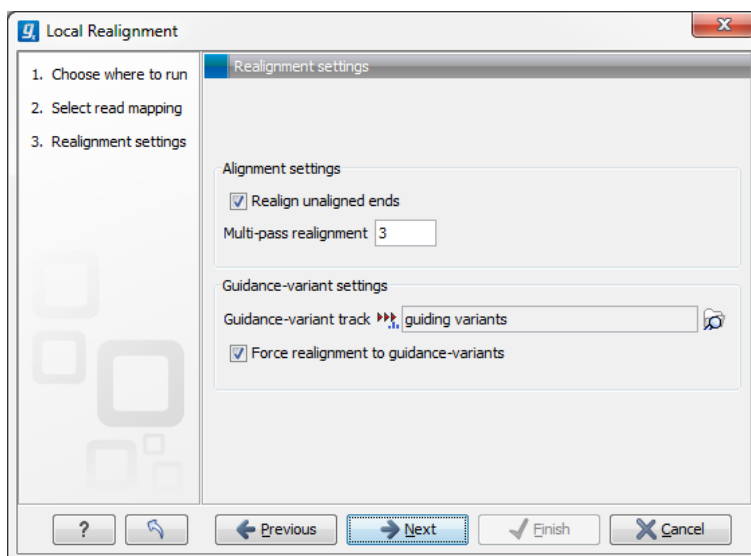 Local Realignment
1. Choose where to run
2. Select read mapping
3. Realignment settings
Realignment settings
Alignment settings
Realign unaligned ends
Multi-pass realignment 3
Guidance-variant settings
Guidance-variant track guiding variants
Force realignment to guidance-variants
? Previous Next Finish Cancel